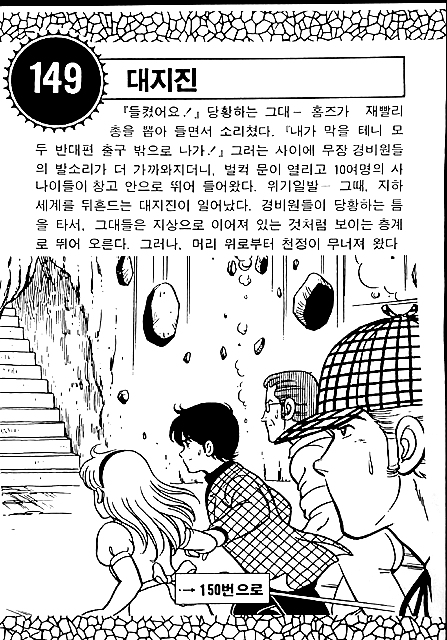 149 대지진
『들켰어요!』 당황하는 그대― 홈즈가 재빨리
총을 뽑아 들면서 소리쳤다. 『내가 막을 테니 모
두 반대편 출구 밖으로 나가!』 그러는 사이에 무장 경비원들
의 발소리가 더 가까와지더니, 벌컥 문이 열리고 10여명의 사
나이들이 창고 안으로 뛰어 들어왔다. 위기일발― 그때, 지하
세계를 뒤흔드는 대지진이 일어났다. 경비원들이 당황하는 틈
을 타서, 그대들은 지상으로 이어져 있는 것처럼 보이는 층계
로 뛰어 오른다. 그러나, 머리 위로부터 천정이 무너져 왔다
→ 150번으로